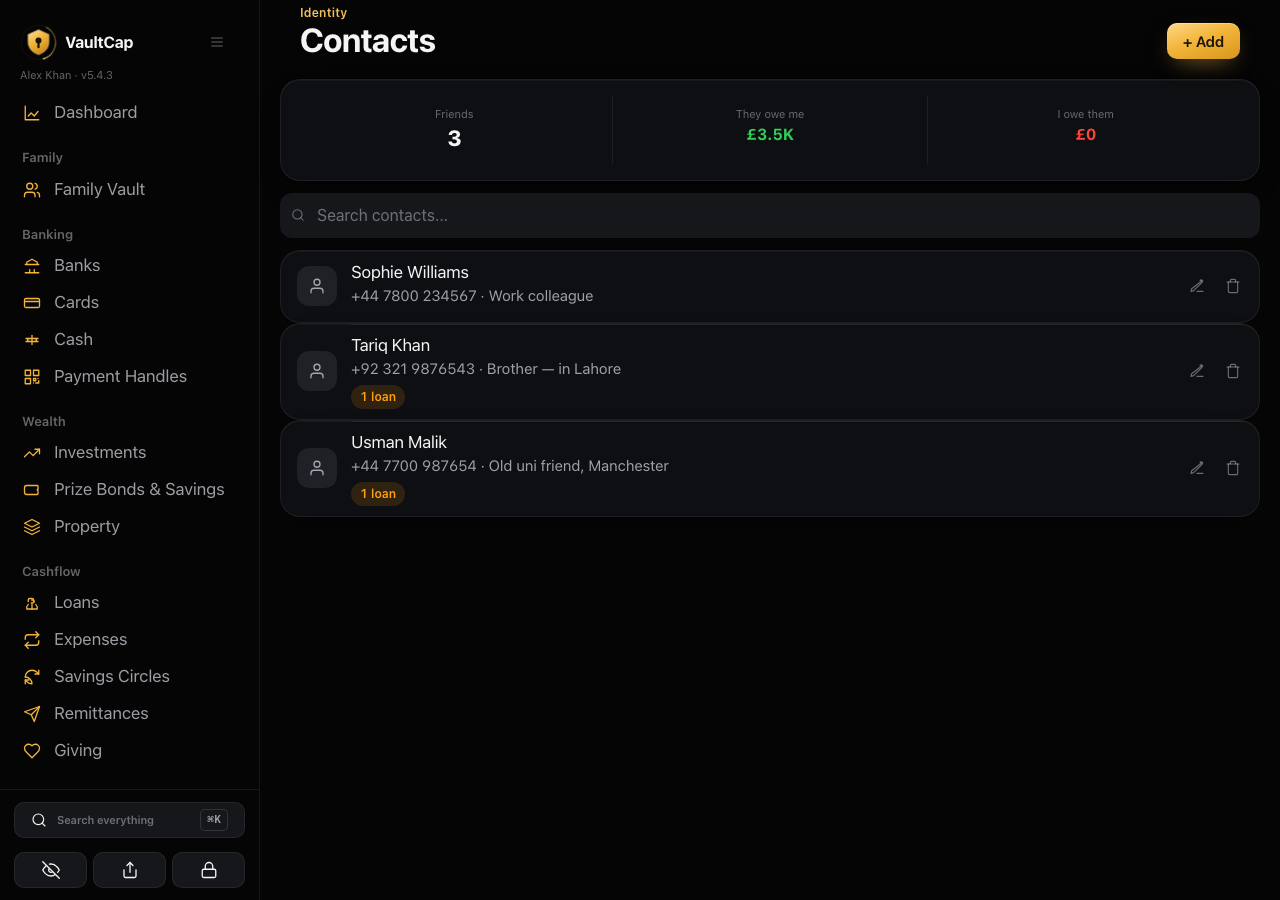 VaultCap
Alex Khan · v5.4.3
Dashboard
Family
Family Vault
Banking
Banks
Cards
Cash
Payment Handles
Wealth
Investments
Prize Bonds & Savings
Property
Cashflow
Loans
Expenses
Savings Circles
Remittances
Giving
Search everything ⌘K
Identity
Contacts
+ Add
Friends
3
They owe me
£3.5K
I owe them
£0
Search contacts...
Sophie Williams
+44 7800 234567 · Work colleague
Tariq Khan
+92 321 9876543 · Brother — in Lahore
1 loan
Usman Malik
+44 7700 987654 · Old uni friend, Manchester
1 loan